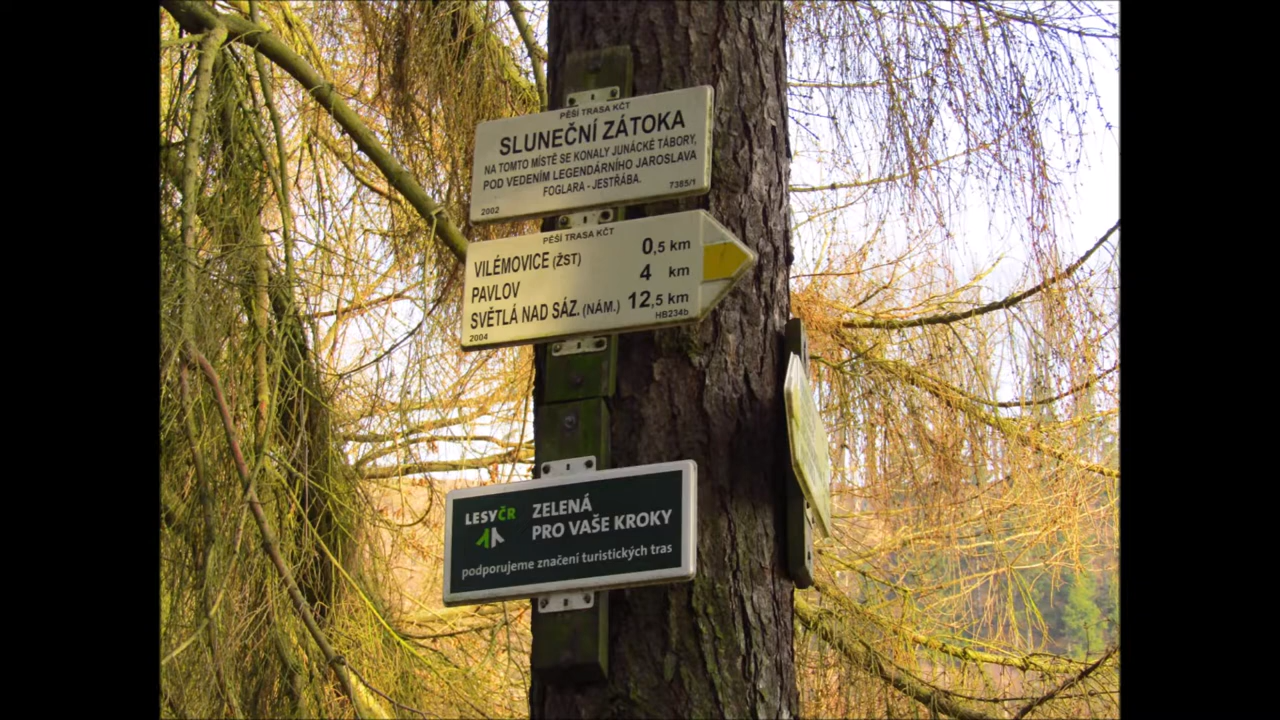 PĚŠÍ TRASA KČT
SLUNEČNÍ ZÁTOKA
NA TOMTO MÍSTĚ SE KONALY JUNÁCKÉ TÁBORY,
POD VEDENÍM LEGENDÁRNÍHO JAROSLAVA
FOGLARA - JESTŘÁBA.
2002 7385/1
PĚŠÍ TRASA KČT
VILÉMOVICE (ŽST) 0,5 km
PAVLOV 4 km
SVĚTLÁ NAD SÁZ. (NÁM.) 12,5 km
2004 HB234b
LESY ČR
ZELENÁ
PRO VAŠE KROKY
podporujeme značení turistických tras